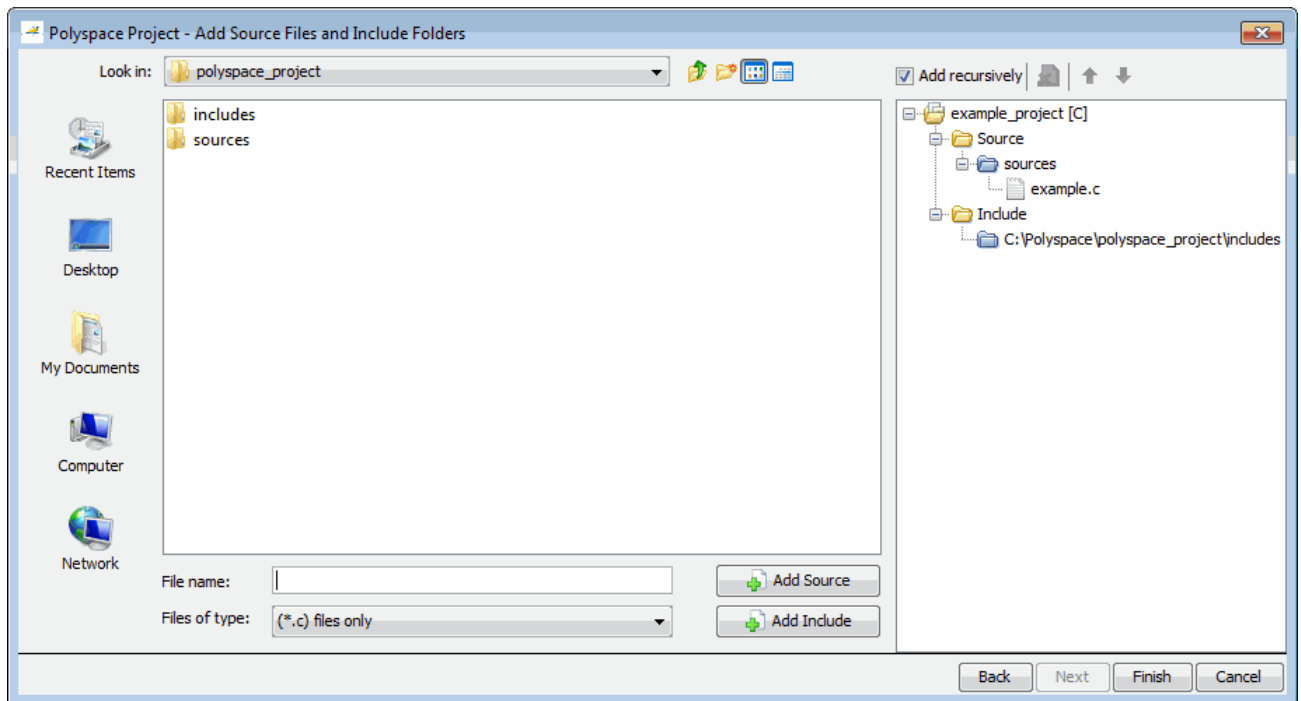 Polyspace Project - Add Source Files and Include Folders
Look in:
polyspace_project
Add recursively
includes
sources
Recent Items
Desktop
My Documents
Computer
Network
example_project [C]
Source
sources
example.c
Include
C:\Polyspace\polyspace_project\includes
File name:
Add Source
Files of type:
(*.c) files only
Add Include
Back
Next
Finish
Cancel